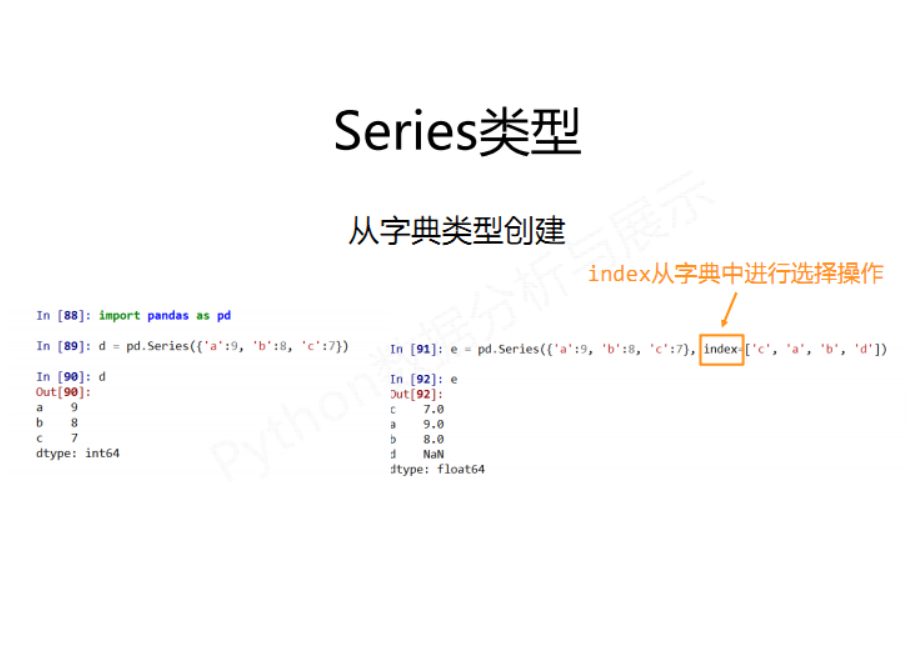 Series类型
从字典类型创建
Python数据分析与展示
index从字典中进行选择操作
In [88]: import pandas as pd
In [89]: d = pd.Series({'a':9, 'b':8, 'c':7})
In [90]: d
Out[90]:
a    9
b    8
c    7
dtype: int64
In [91]: e = pd.Series({'a':9, 'b':8, 'c':7}, index=['c', 'a', 'b', 'd'])
In [92]: e
Out[92]:
c    7.0
a    9.0
b    8.0
d    NaN
dtype: float64